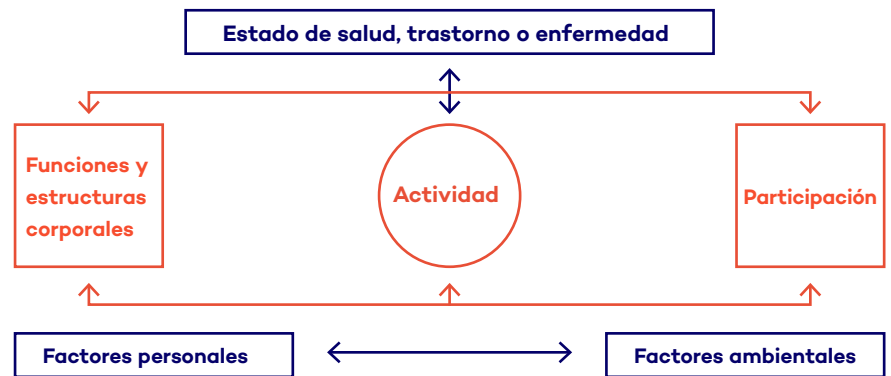 Estado de salud, trastorno o enfermedad
Funciones y
estructuras
corporales
Actividad
Participación
Factores personales
Factores ambientales